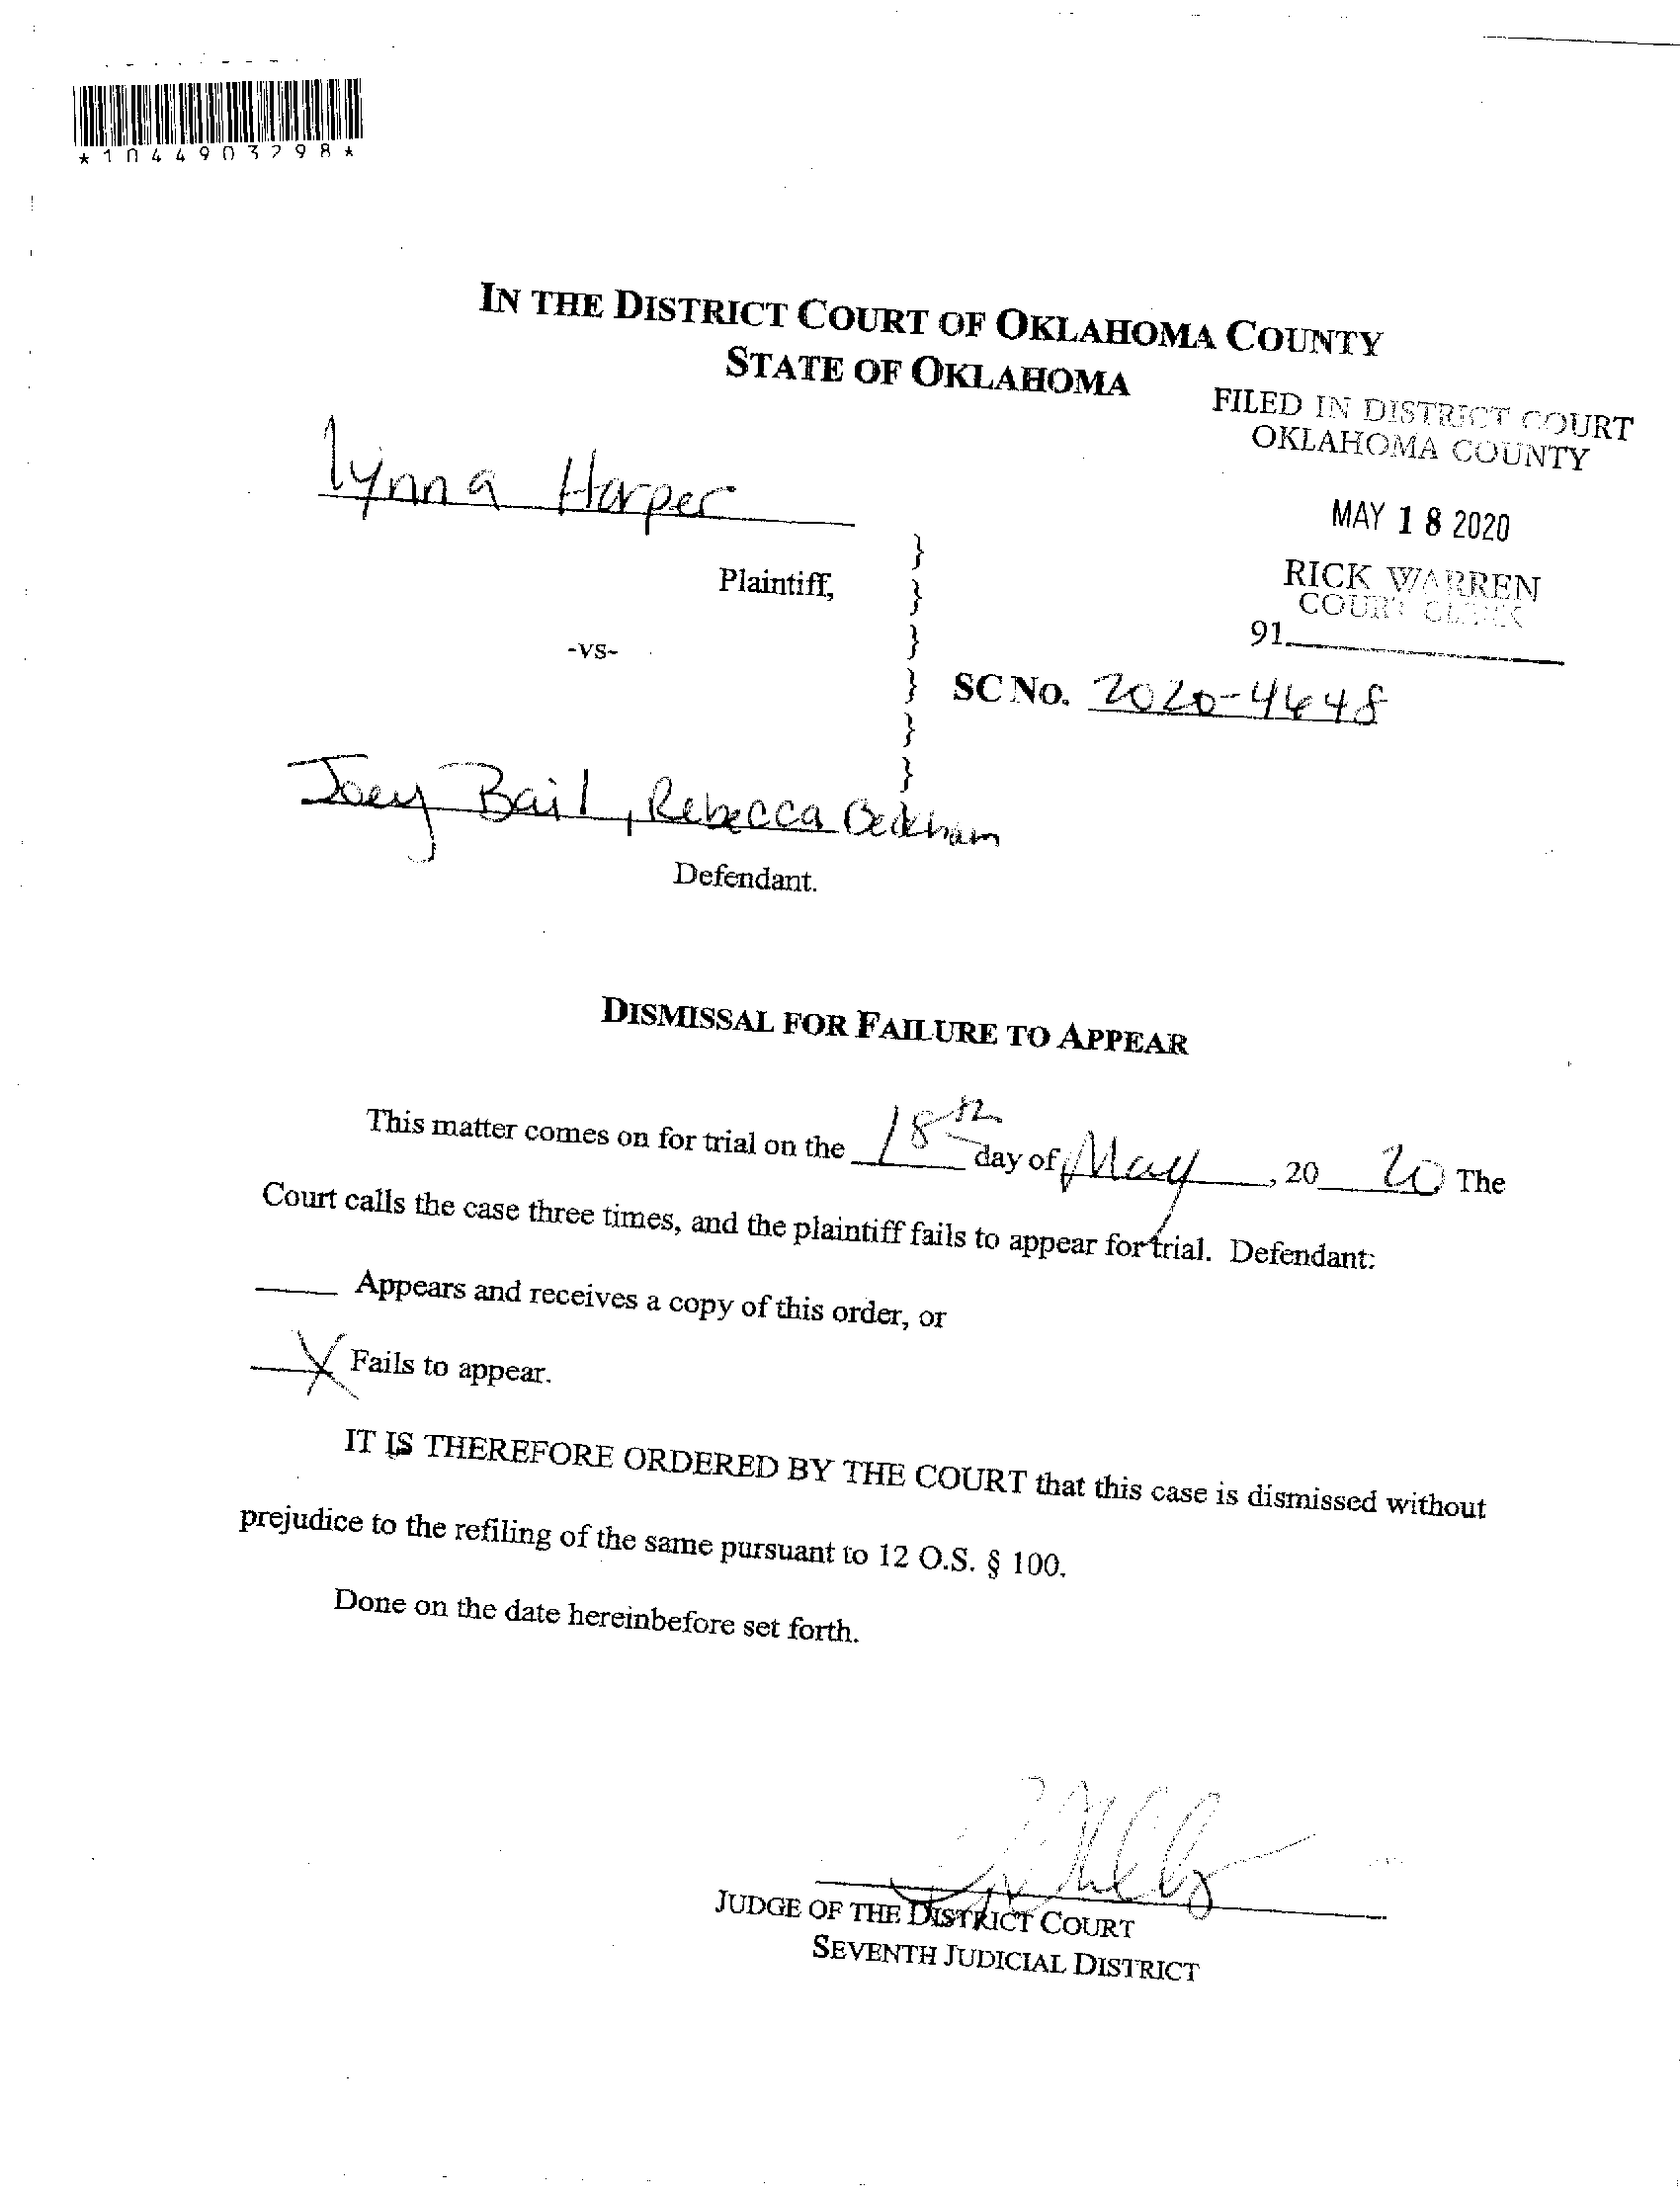 *1044903298*
IN THE DISTRICT COURT OF OKLAHOMA COUNTY
STATE OF OKLAHOMA
FILED IN DISTRICT COURT
OKLAHOMA COUNTY
MAY 18 2020
RICK WARREN
COURT CLERK
91
Lynna Harper
Plaintiff,
-vs-
SC No. 2020-4648
Joey Bail, Rebecca Beckham
Defendant.
DISMISSAL FOR FAILURE TO APPEAR
This matter comes on for trial on the 18th day of May, 20 20 The
Court calls the case three times, and the plaintiff fails to appear for trial. Defendant:
Appears and receives a copy of this order, or
X Fails to appear.
IT IS THEREFORE ORDERED BY THE COURT that this case is dismissed without
prejudice to the refiling of the same pursuant to 12 O.S. § 100.
Done on the date hereinbefore set forth.
JUDGE OF THE DISTRICT COURT
SEVENTH JUDICIAL DISTRICT